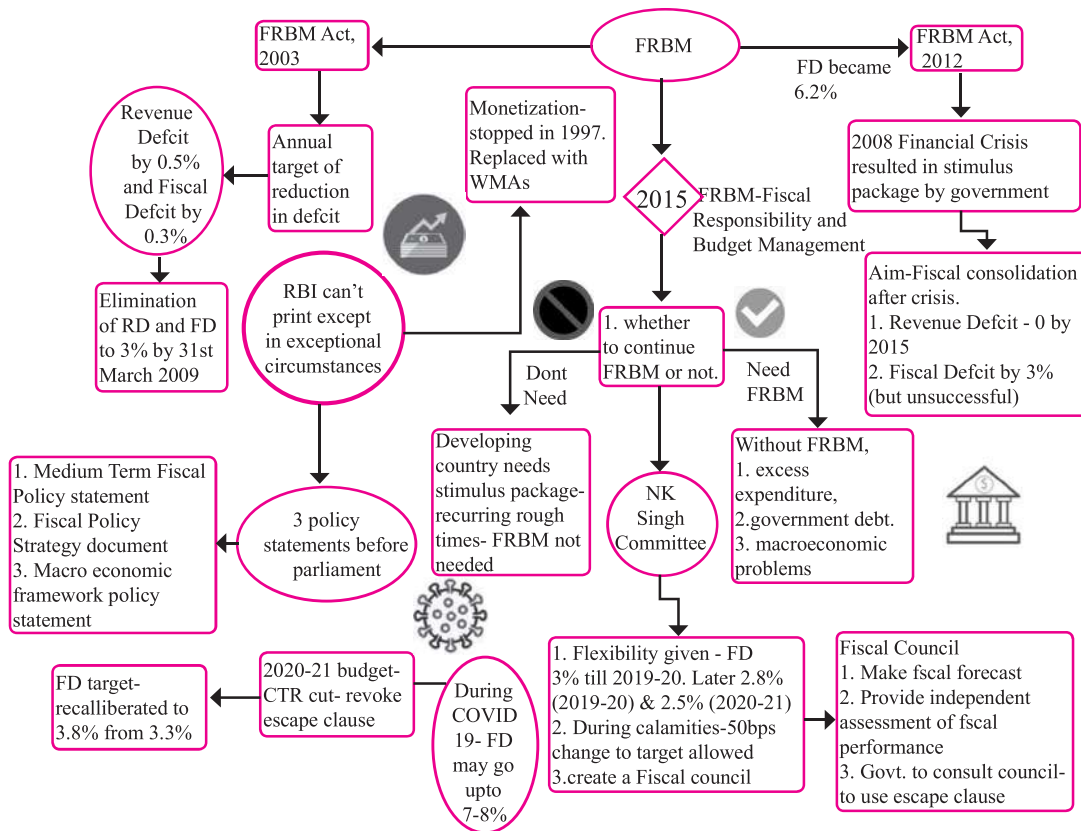 FRBM
FRBM Act,
2003
FRBM Act,
2012
FD became
6.2%
Revenue
Defcit
by 0.5%
and Fiscal
Defcit by
0.3%
Annual
target of
reduction
in defcit
Monetization-
stopped in 1997.
Replaced with
WMAs
2015
FRBM-Fiscal
Responsibility and
Budget Management
2008 Financial Crisis
resulted in stimulus
package by government
Elimination
of RD and FD
to 3% by 31st
March 2009
RBI can’t
print except
in exceptional
circumstances
1. whether
to continue
FRBM or not.
Aim-Fiscal consolidation
after crisis.
1. Revenue Defcit - 0 by
2015
2. Fiscal Defcit by 3%
(but unsuccessful)
Dont
Need
Need
FRBM
Developing
country needs
stimulus package-
recurring rough
times- FRBM not
needed
NK
Singh
Committee
Without FRBM,
1. excess
expenditure,
2.government debt.
3. macroeconomic
problems
1. Medium Term Fiscal
Policy statement
2. Fiscal Policy
Strategy document
3. Macro economic
framework policy
statement
3 policy
statements before
parliament
FD target-
recalliberated to
3.8% from 3.3%
2020-21 budget-
CTR cut- revoke
escape clause
During
COVID
19- FD
may go
upto
7-8%
1. Flexibility given - FD
3% till 2019-20. Later 2.8%
(2019-20) & 2.5% (2020-21)
2. During calamities-50bps
change to target allowed
3.create a Fiscal council
Fiscal Council
1. Make fscal forecast
2. Provide independent
assessment of fscal
performance
3. Govt. to consult council-
to use escape clause